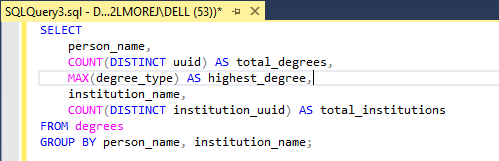 SQLQuery3.sql - D...2LMOREJ\DELL (53))*
SELECT
person_name,
COUNT(DISTINCT uuid) AS total_degrees,
MAX(degree_type) AS highest_degree,
institution_name,
COUNT(DISTINCT institution_uuid) AS total_institutions
FROM degrees
GROUP BY person_name, institution_name;